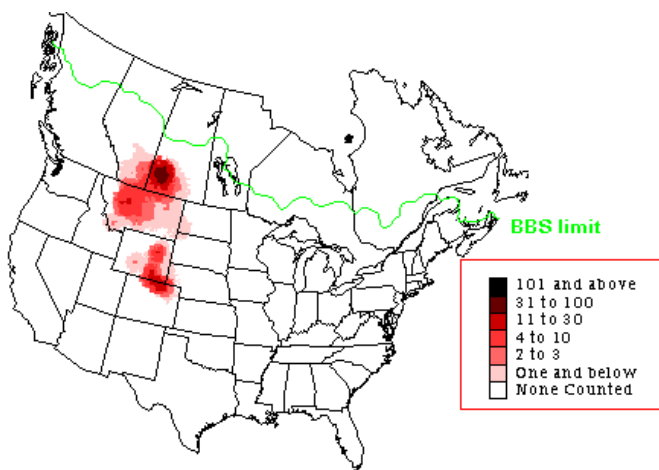 BBS limit
101 and above
31 to 100
11 to 30
4 to 10
2 to 3
One and below
None Counted